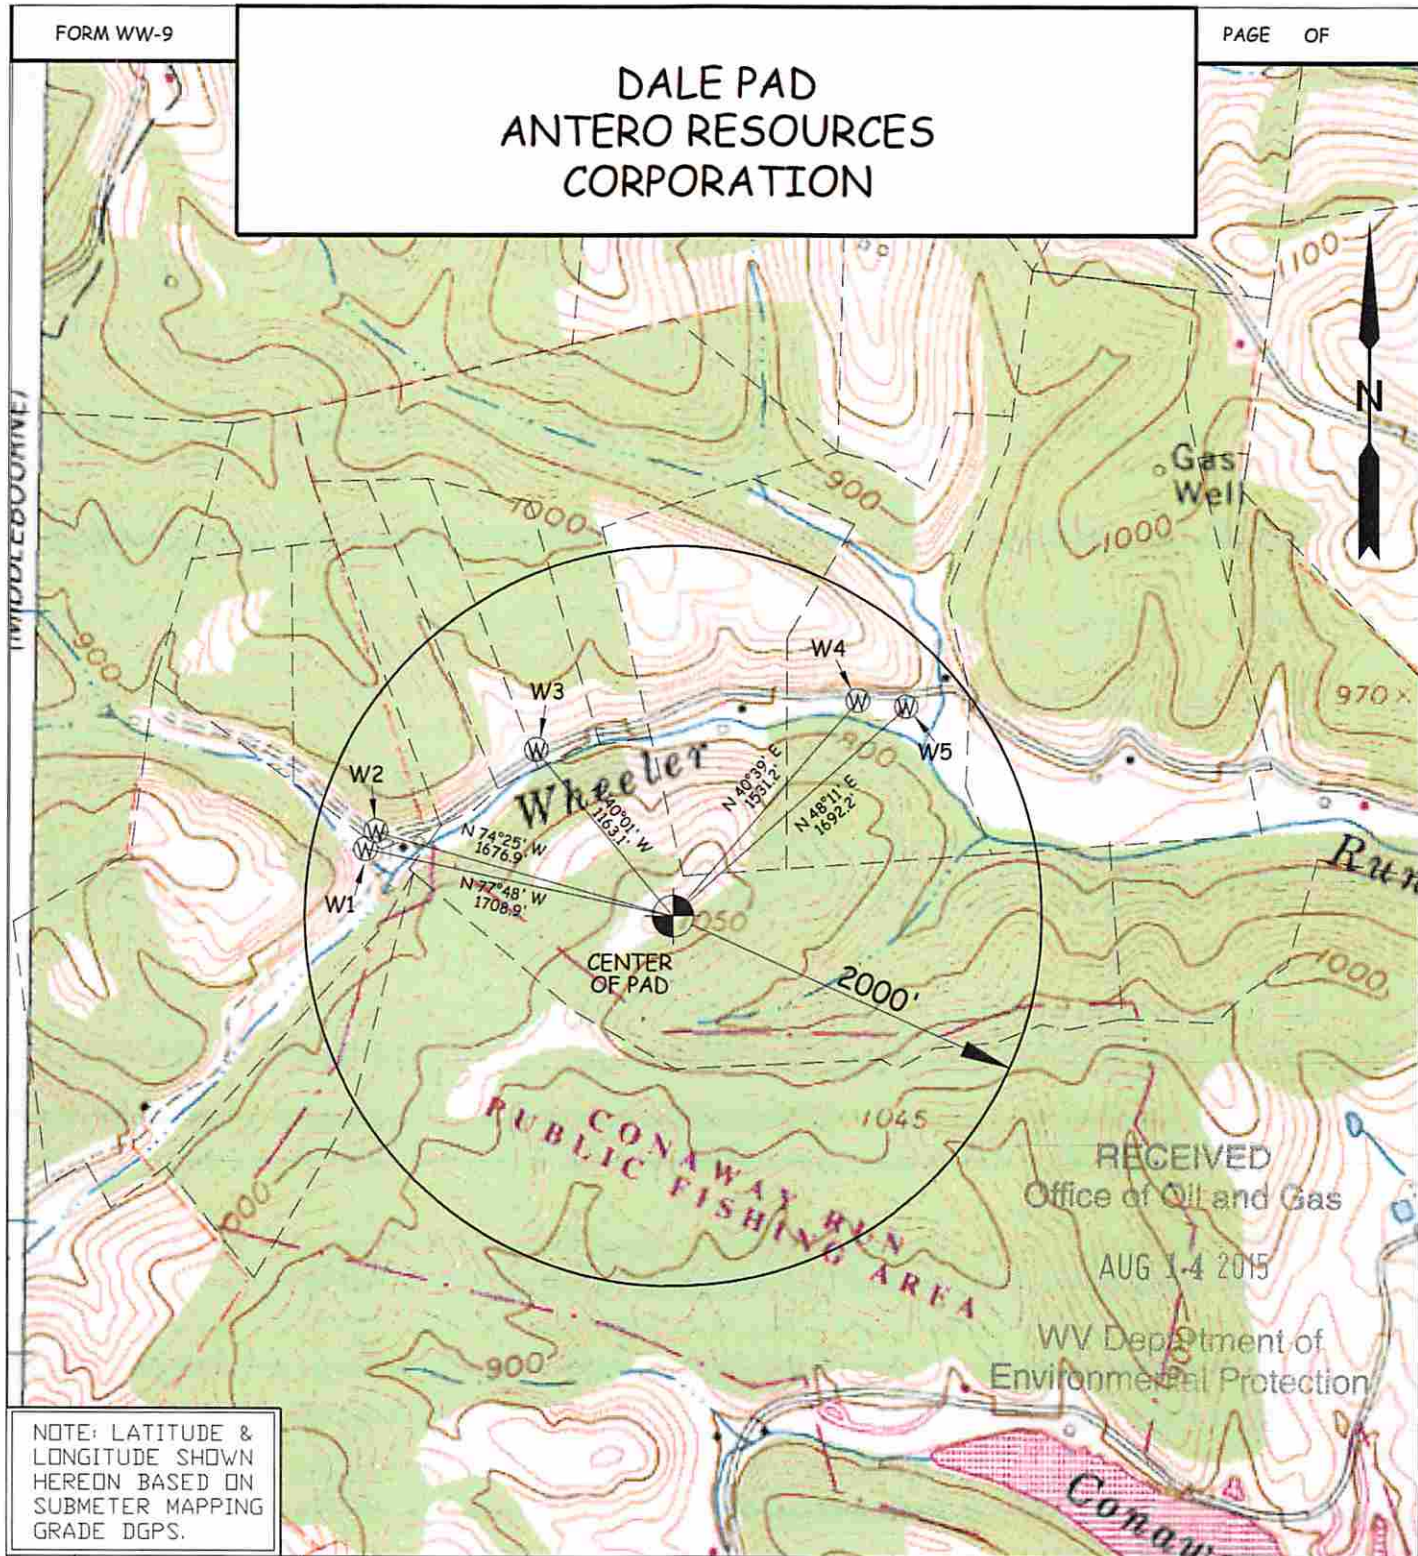 FORM WW-9
PAGE OF
DALE PAD
ANTERO RESOURCES
CORPORATION
1100
N
Gas
Well
900
1000
1000
900
970
W4
W3
W
W
W5
800
W2
W
W
W1
Wheeler
N 40°39' E
1531.2'
N 48°11' E
1692.2'
40°01' W
1163.1'
N 74°25' W
1676.9'
N 77°48' W
1708.9'
Run
1050
CENTER
OF PAD
2000'
1000
1045
CONAWAY RUN
PUBLIC FISHING AREA
RECEIVED
Office of Oil and Gas
AUG 14 2015
WV Department of
Environmental Protection
900
NOTE: LATITUDE &
LONGITUDE SHOWN
HEREON BASED ON
SUBMETER MAPPING
GRADE DGPS.